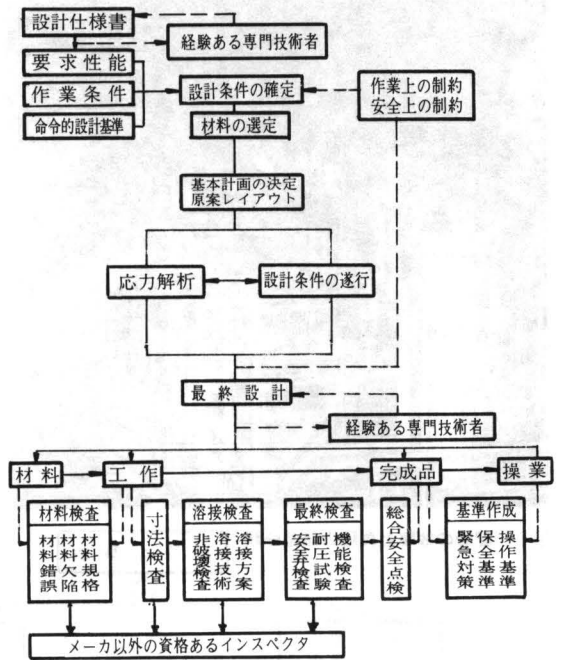 設計仕様書
経験ある専門技術者
要求性能
作業条件
命令的設計基準
設計条件の確定
作業上の制約
安全上の制約
材料の選定
基本計画の決定
原案レイアウト
応力解析
設計条件の遂行
最終設計
経験ある専門技術者
材料
工作
完成品
操業
材料検査
材料規格
材料欠陥
材料錯誤
寸法検査
溶接検査
溶接方案
溶接技術
非破壊検査
最終検査
機能検査
耐圧試験
安全弁検査
総合安全点検
基準作成
操作基準
保全基準
緊急対策
メーカ以外の資格あるインスペクタ